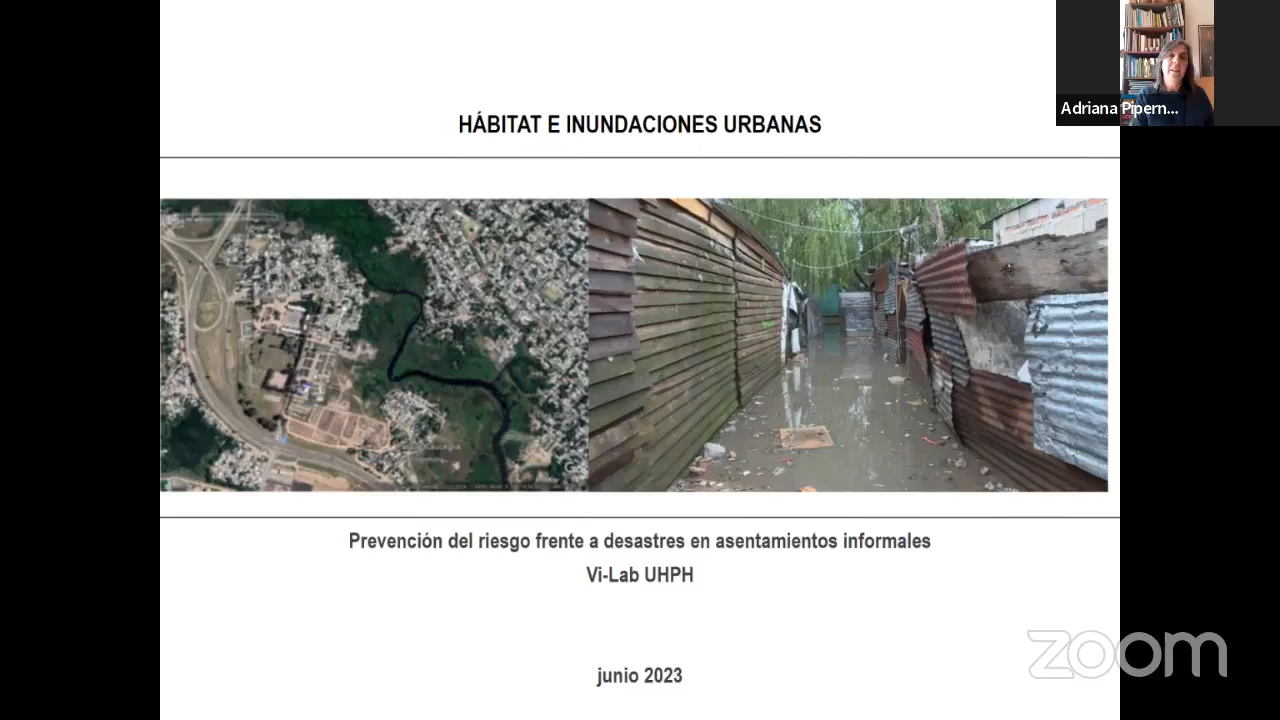 HÁBITAT E INUNDACIONES URBANAS
Adriana Pipern...
Prevención del riesgo frente a desastres en asentamientos informales
Vi-Lab UHPH
junio 2023
zoom